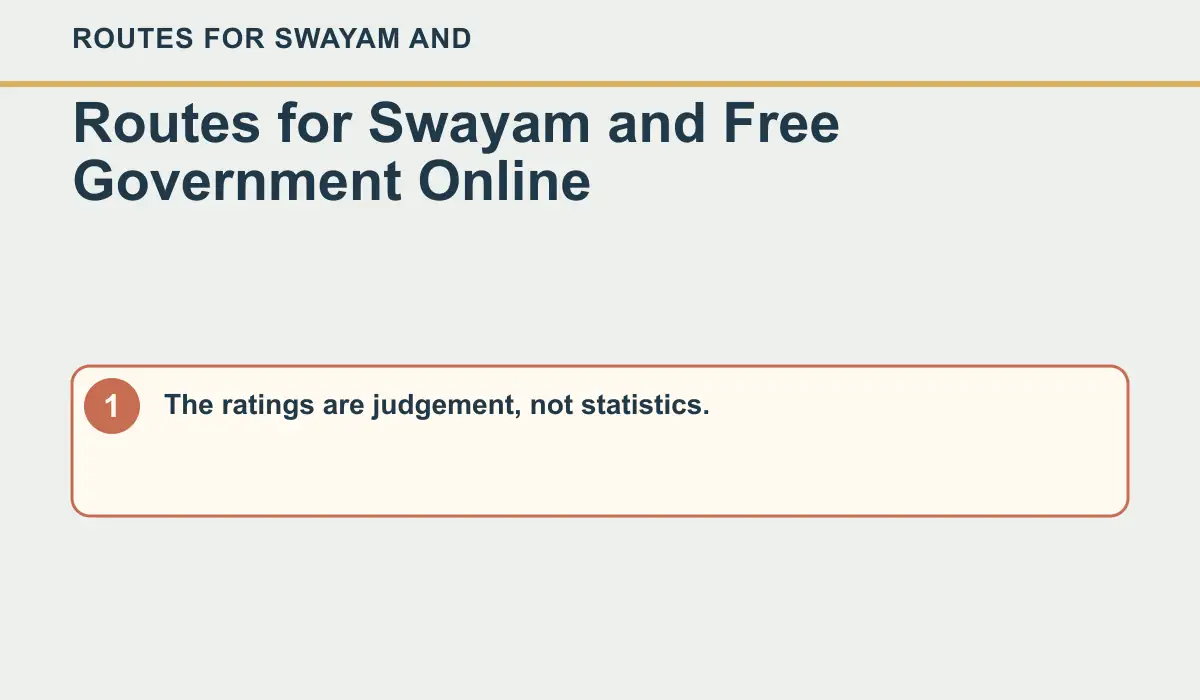 ROUTES FOR SWAYAM AND
Routes for Swayam and Free
Government Online
1
The ratings are judgement, not statistics.